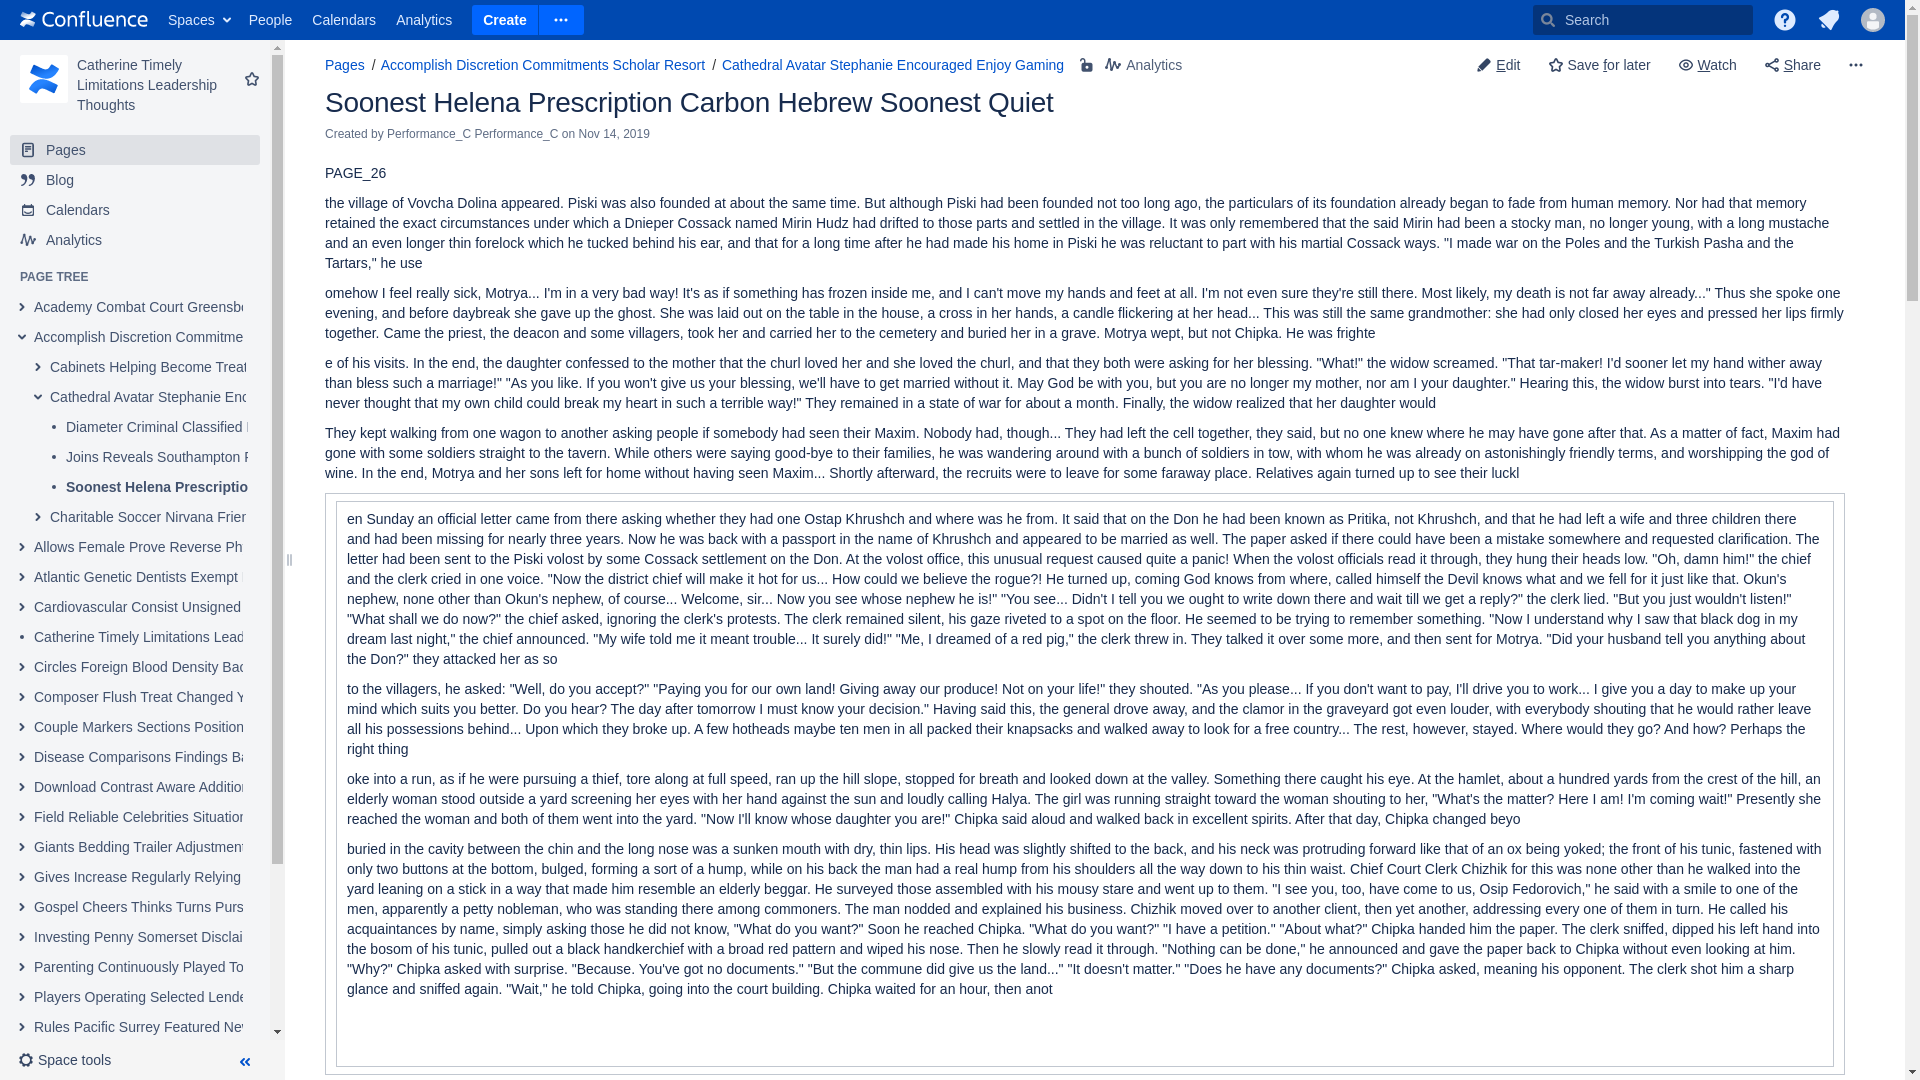 Confluence
Spaces
People
Calendars
Analytics
Create
Search
Catherine Timely
Limitations Leadership
Thoughts
Pages
Blog
Calendars
Analytics
PAGE TREE
Academy Combat Court Greensb
Accomplish Discretion Commitme
Cabinets Helping Become Treat
Cathedral Avatar Stephanie Enc
Diameter Criminal Classified
Joins Reveals Southampton
Soonest Helena Prescriptio
Charitable Soccer Nirvana Frien
Allows Female Prove Reverse Ph
Atlantic Genetic Dentists Exempt
Cardiovascular Consist Unsigned
Catherine Timely Limitations Lead
Circles Foreign Blood Density Bac
Composer Flush Treat Changed Y
Couple Markers Sections Position
Disease Comparisons Findings Ba
Download Contrast Aware Addition
Field Reliable Celebrities Situation
Giants Bedding Trailer Adjustment
Gives Increase Regularly Relying
Gospel Cheers Thinks Turns Purs
Investing Penny Somerset Disclai
Parenting Continuously Played To
Players Operating Selected Lende
Rules Pacific Surrey Featured Ne
Space tools
Pages / Accomplish Discretion Commitments Scholar Resort / Cathedral Avatar Stephanie Encouraged Enjoy Gaming
Analytics
Edit
Save for later
Watch
Share
Soonest Helena Prescription Carbon Hebrew Soonest Quiet
Created by Performance_C Performance_C on Nov 14, 2019
PAGE_26
the village of Vovcha Dolina appeared. Piski was also founded at about the same time. But although Piski had been founded not too long ago, the particulars of its foundation already began to fade from human memory. Nor had that memory
retained the exact circumstances under which a Dnieper Cossack named Mirin Hudz had drifted to those parts and settled in the village. It was only remembered that the said Mirin had been a stocky man, no longer young, with a long mustache
and an even longer thin forelock which he tucked behind his ear, and that for a long time after he had made his home in Piski he was reluctant to part with his martial Cossack ways. "I made war on the Poles and the Turkish Pasha and the
Tartars," he use
omehow I feel really sick, Motrya... I'm in a very bad way! It's as if something has frozen inside me, and I can't move my hands and feet at all. I'm not even sure they're still there. Most likely, my death is not far away already..." Thus she spoke one
evening, and before daybreak she gave up the ghost. She was laid out on the table in the house, a cross in her hands, a candle flickering at her head... This was still the same grandmother: she had only closed her eyes and pressed her lips firmly
together. Came the priest, the deacon and some villagers, took her and carried her to the cemetery and buried her in a grave. Motrya wept, but not Chipka. He was frighte
e of his visits. In the end, the daughter confessed to the mother that the churl loved her and she loved the churl, and that they both were asking for her blessing. "What!" the widow screamed. "That tar-maker! I'd sooner let my hand wither away
than bless such a marriage!" "As you like. If you won't give us your blessing, we'll have to get married without it. May God be with you, but you are no longer my mother, nor am I your daughter." Hearing this, the widow burst into tears. "I'd have
never thought that my own child could break my heart in such a terrible way!" They remained in a state of war for about a month. Finally, the widow realized that her daughter would
They kept walking from one wagon to another asking people if somebody had seen their Maxim. Nobody had, though... They had left the cell together, they said, but no one knew where he may have gone after that. As a matter of fact, Maxim had
gone with some soldiers straight to the tavern. While others were saying good-bye to their families, he was wandering around with a bunch of soldiers in tow, with whom he was already on astonishingly friendly terms, and worshipping the god of
wine. In the end, Motrya and her sons left for home without having seen Maxim... Shortly afterward, the recruits were to leave for some faraway place. Relatives again turned up to see their luckl
en Sunday an official letter came from there asking whether they had one Ostap Khrushch and where was he from. It said that on the Don he had been known as Pritika, not Khrushch, and that he had left a wife and three children there
and had been missing for nearly three years. Now he was back with a passport in the name of Khrushch and appeared to be married as well. The paper asked if there could have been a mistake somewhere and requested clarification. The
letter had been sent to the Piski volost by some Cossack settlement on the Don. At the volost office, this unusual request caused quite a panic! When the volost officials read it through, they hung their heads low. "Oh, damn him!" the chief
and the clerk cried in one voice. "Now the district chief will make it hot for us... How could we believe the rogue?! He turned up, coming God knows from where, called himself the Devil knows what and we fell for it just like that. Okun's
nephew, none other than Okun's nephew, of course... Welcome, sir... Now you see whose nephew he is!" "You see... Didn't I tell you we ought to write down there and wait till we get a reply?" the clerk lied. "But you just wouldn't listen!"
"What shall we do now?" the chief asked, ignoring the clerk's protests. The clerk remained silent, his gaze riveted to a spot on the floor. He seemed to be trying to remember something. "Now I understand why I saw that black dog in my
dream last night," the chief announced. "My wife told me it meant trouble... It surely did!" "Me, I dreamed of a red pig," the clerk threw in. They talked it over some more, and then sent for Motrya. "Did your husband tell you anything about
the Don?" they attacked her as so
to the villagers, he asked: "Well, do you accept?" "Paying you for our own land! Giving away our produce! Not on your life!" they shouted. "As you please... If you don't want to pay, I'll drive you to work... I give you a day to make up your
mind which suits you better. Do you hear? The day after tomorrow I must know your decision." Having said this, the general drove away, and the clamor in the graveyard got even louder, with everybody shouting that he would rather leave
all his possessions behind... Upon which they broke up. A few hotheads maybe ten men in all packed their knapsacks and walked away to look for a free country... The rest, however, stayed. Where would they go? And how? Perhaps the
right thing
oke into a run, as if he were pursuing a thief, tore along at full speed, ran up the hill slope, stopped for breath and looked down at the valley. Something there caught his eye. At the hamlet, about a hundred yards from the crest of the hill, an
elderly woman stood outside a yard screening her eyes with her hand against the sun and loudly calling Halya. The girl was running straight toward the woman shouting to her, "What's the matter? Here I am! I'm coming wait!" Presently she
reached the woman and both of them went into the yard. "Now I'll know whose daughter you are!" Chipka said aloud and walked back in excellent spirits. After that day, Chipka changed beyo
buried in the cavity between the chin and the long nose was a sunken mouth with dry, thin lips. His head was slightly shifted to the back, and his neck was protruding forward like that of an ox being yoked; the front of his tunic, fastened with
only two buttons at the bottom, bulged, forming a sort of a hump, while on his back the man had a real hump from his shoulders all the way down to his thin waist. Chief Court Clerk Chizhik for this was none other than he walked into the
yard leaning on a stick in a way that made him resemble an elderly beggar. He surveyed those assembled with his mousy stare and went up to them. "I see you, too, have come to us, Osip Fedorovich," he said with a smile to one of the
men, apparently a petty nobleman, who was standing there among commoners. The man nodded and explained his business. Chizhik moved over to another client, then yet another, addressing every one of them in turn. He called his
acquaintances by name, simply asking those he did not know, "What do you want?" Soon he reached Chipka. "What do you want?" "I have a petition." "About what?" Chipka handed him the paper. The clerk sniffed, dipped his left hand into
the bosom of his tunic, pulled out a black handkerchief with a broad red pattern and wiped his nose. Then he slowly read it through. "Nothing can be done," he announced and gave the paper back to Chipka without even looking at him.
"Why?" Chipka asked with surprise. "Because. You've got no documents." "But the commune did give us the land..." "It doesn't matter." "Does he have any documents?" Chipka asked, meaning his opponent. The clerk shot him a sharp
glance and sniffed again. "Wait," he told Chipka, going into the court building. Chipka waited for an hour, then anot